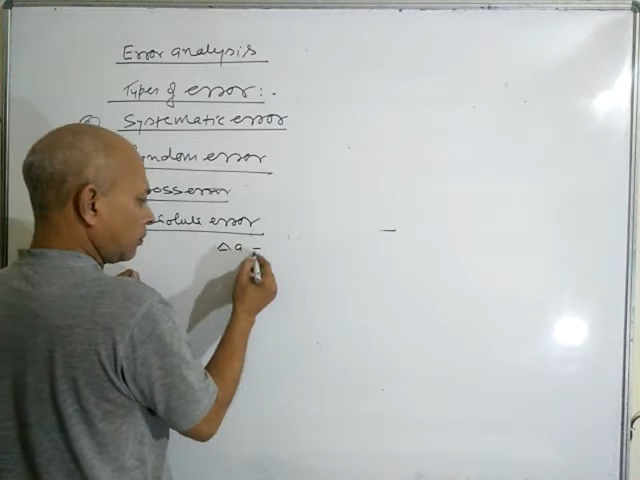 Error analysis
Types of error:-
Systematic error
error
error
error
Δa =